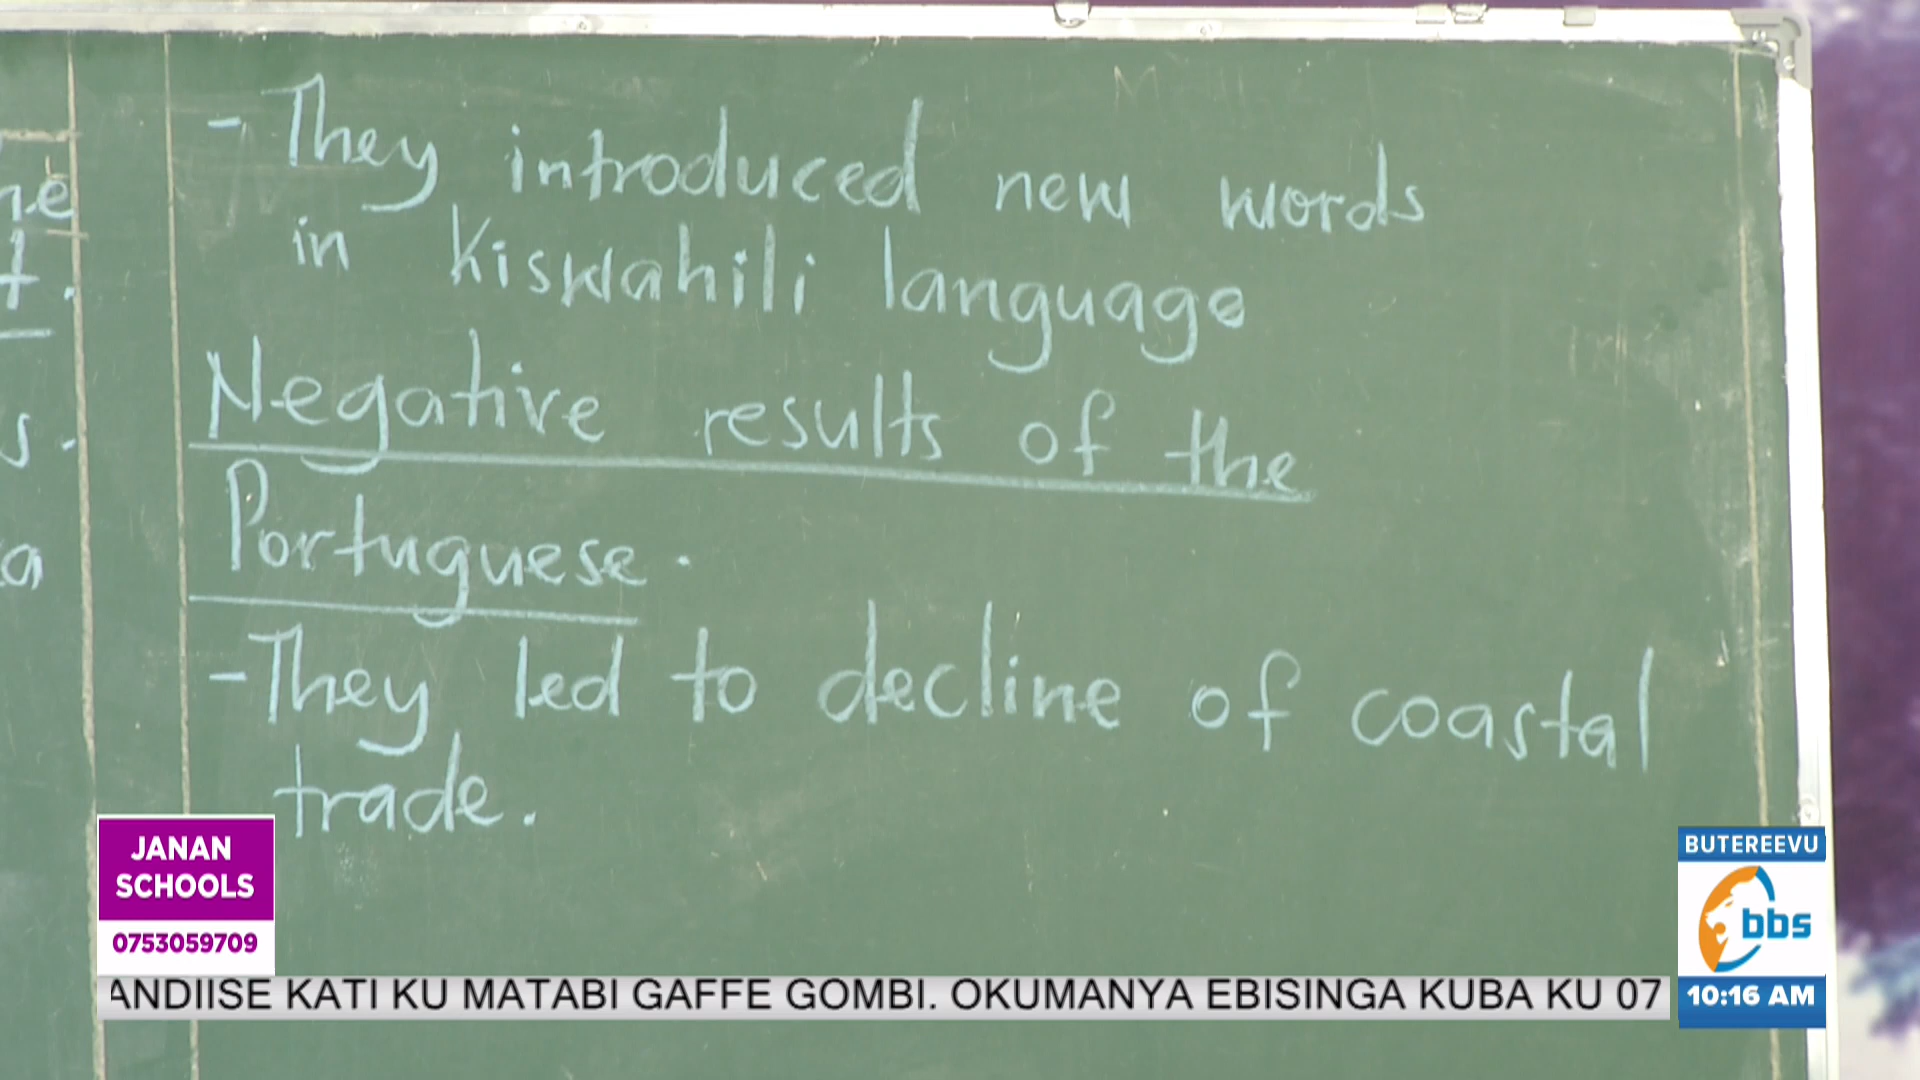 - They introduced new words
in Kiswahili language
Negative results of the
Portuguese.
- They led to decline of coastal
trade.
s.
a
JANAN
SCHOOLS
0753059709
BUTEREEVU
bbs
10:16 AM
ANDIISE KATI KU MATABI GAFFE GOMBI. OKUMANYA EBISINGA KUBA KU 07